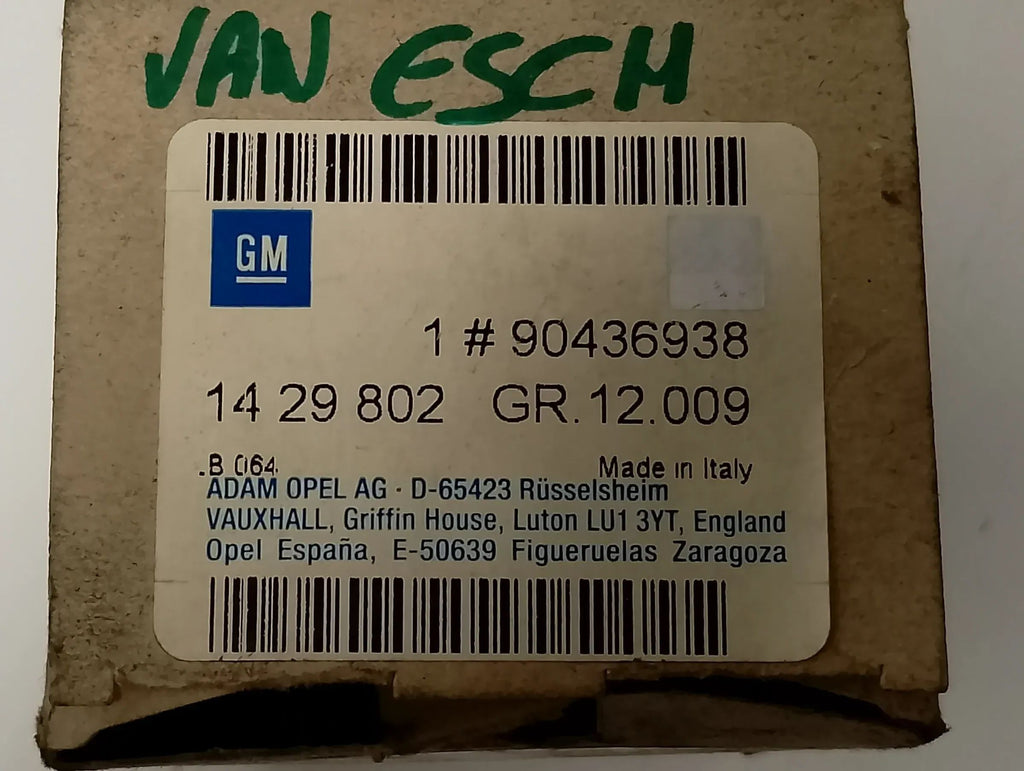 VAN ESCH
GM
1 # 90436938
14 29 802 GR. 12.009
.B 064
Made in Italy
ADAM OPEL AG · D-65423 Rüsselsheim
VAUXHALL, Griffin House, Luton LU1 3YT, England
Opel España, E-50639 Figueruelas Zaragoza